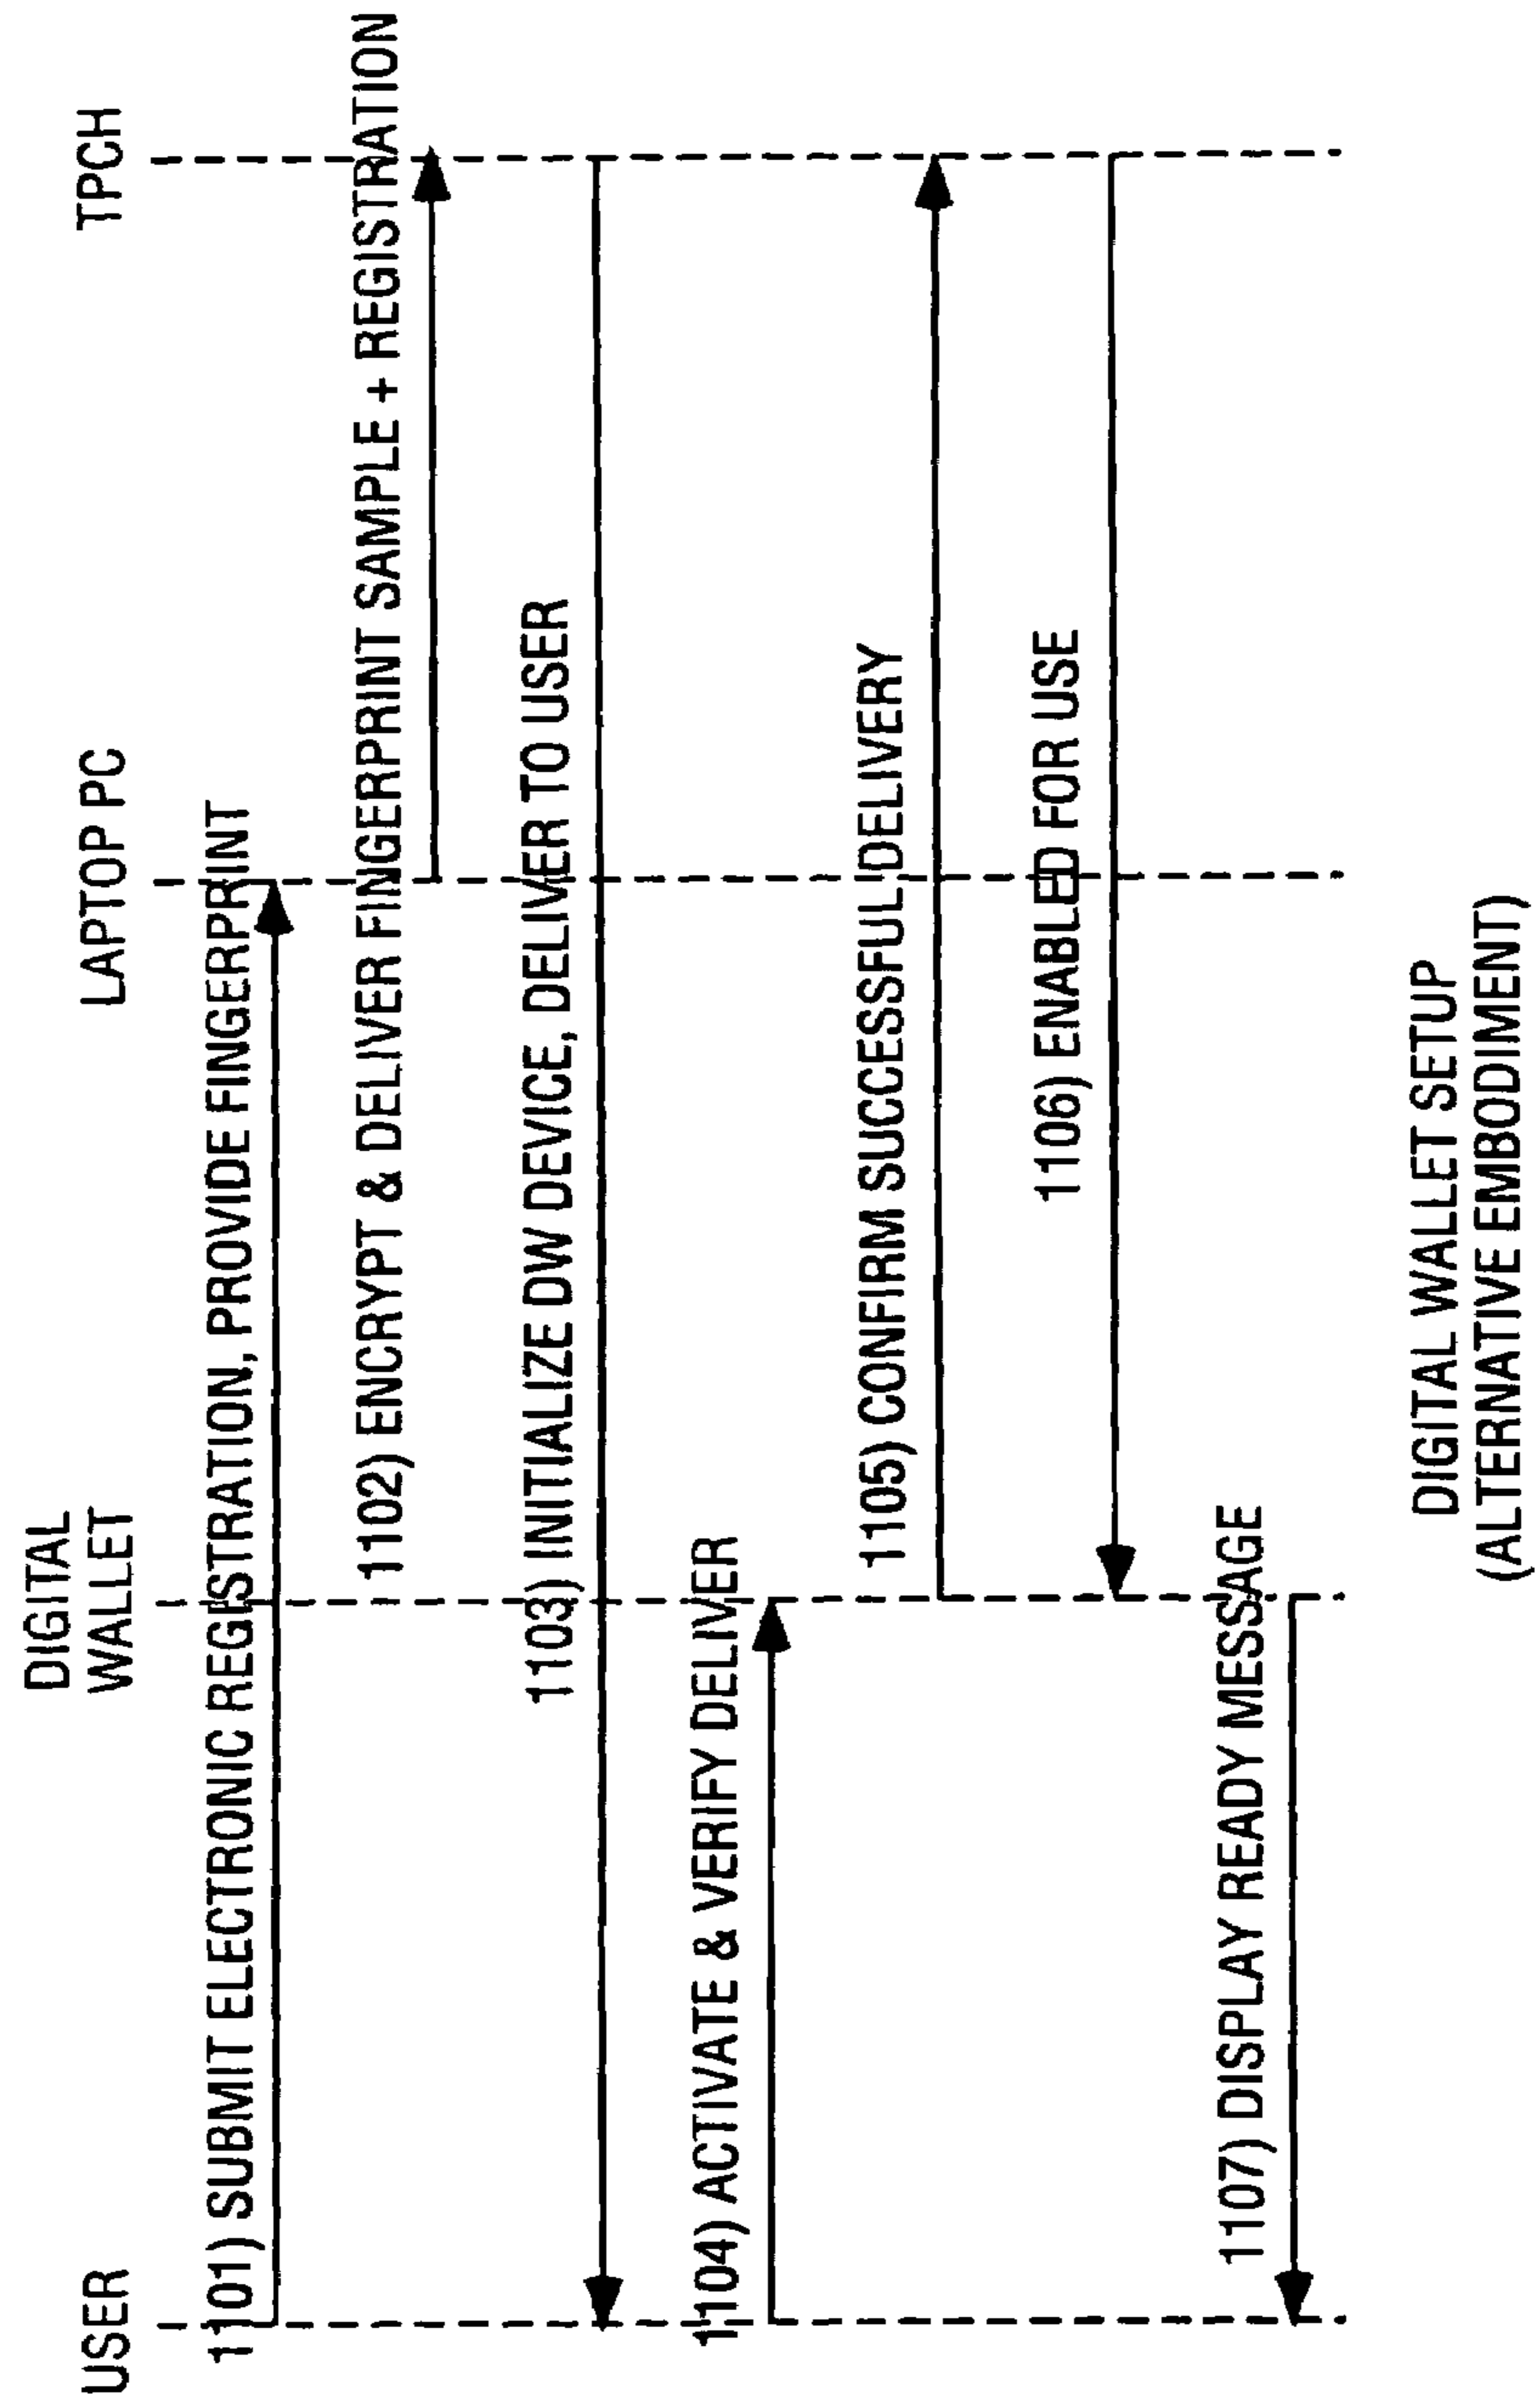 USER
DIGITAL
WALLET
LAPTOP PC
TPCH
1101) SUBMIT ELECTRONIC REGISTRATION, PROVIDE FINGERPRINT
1102) ENCRYPT & DELIVER FINGERPRINT SAMPLE + REGISTRATION
1103) INITIALIZE DW DEVICE, DELIVER TO USER
1104) ACTIVATE & VERIFY DELIVER
1105) CONFIRM SUCCESSFUL DELIVERY
1106) ENABLED FOR USE
1107) DISPLAY READY MESSAGE
DIGITAL WALLET SETUP
(ALTERNATIVE EMBODIMENT)